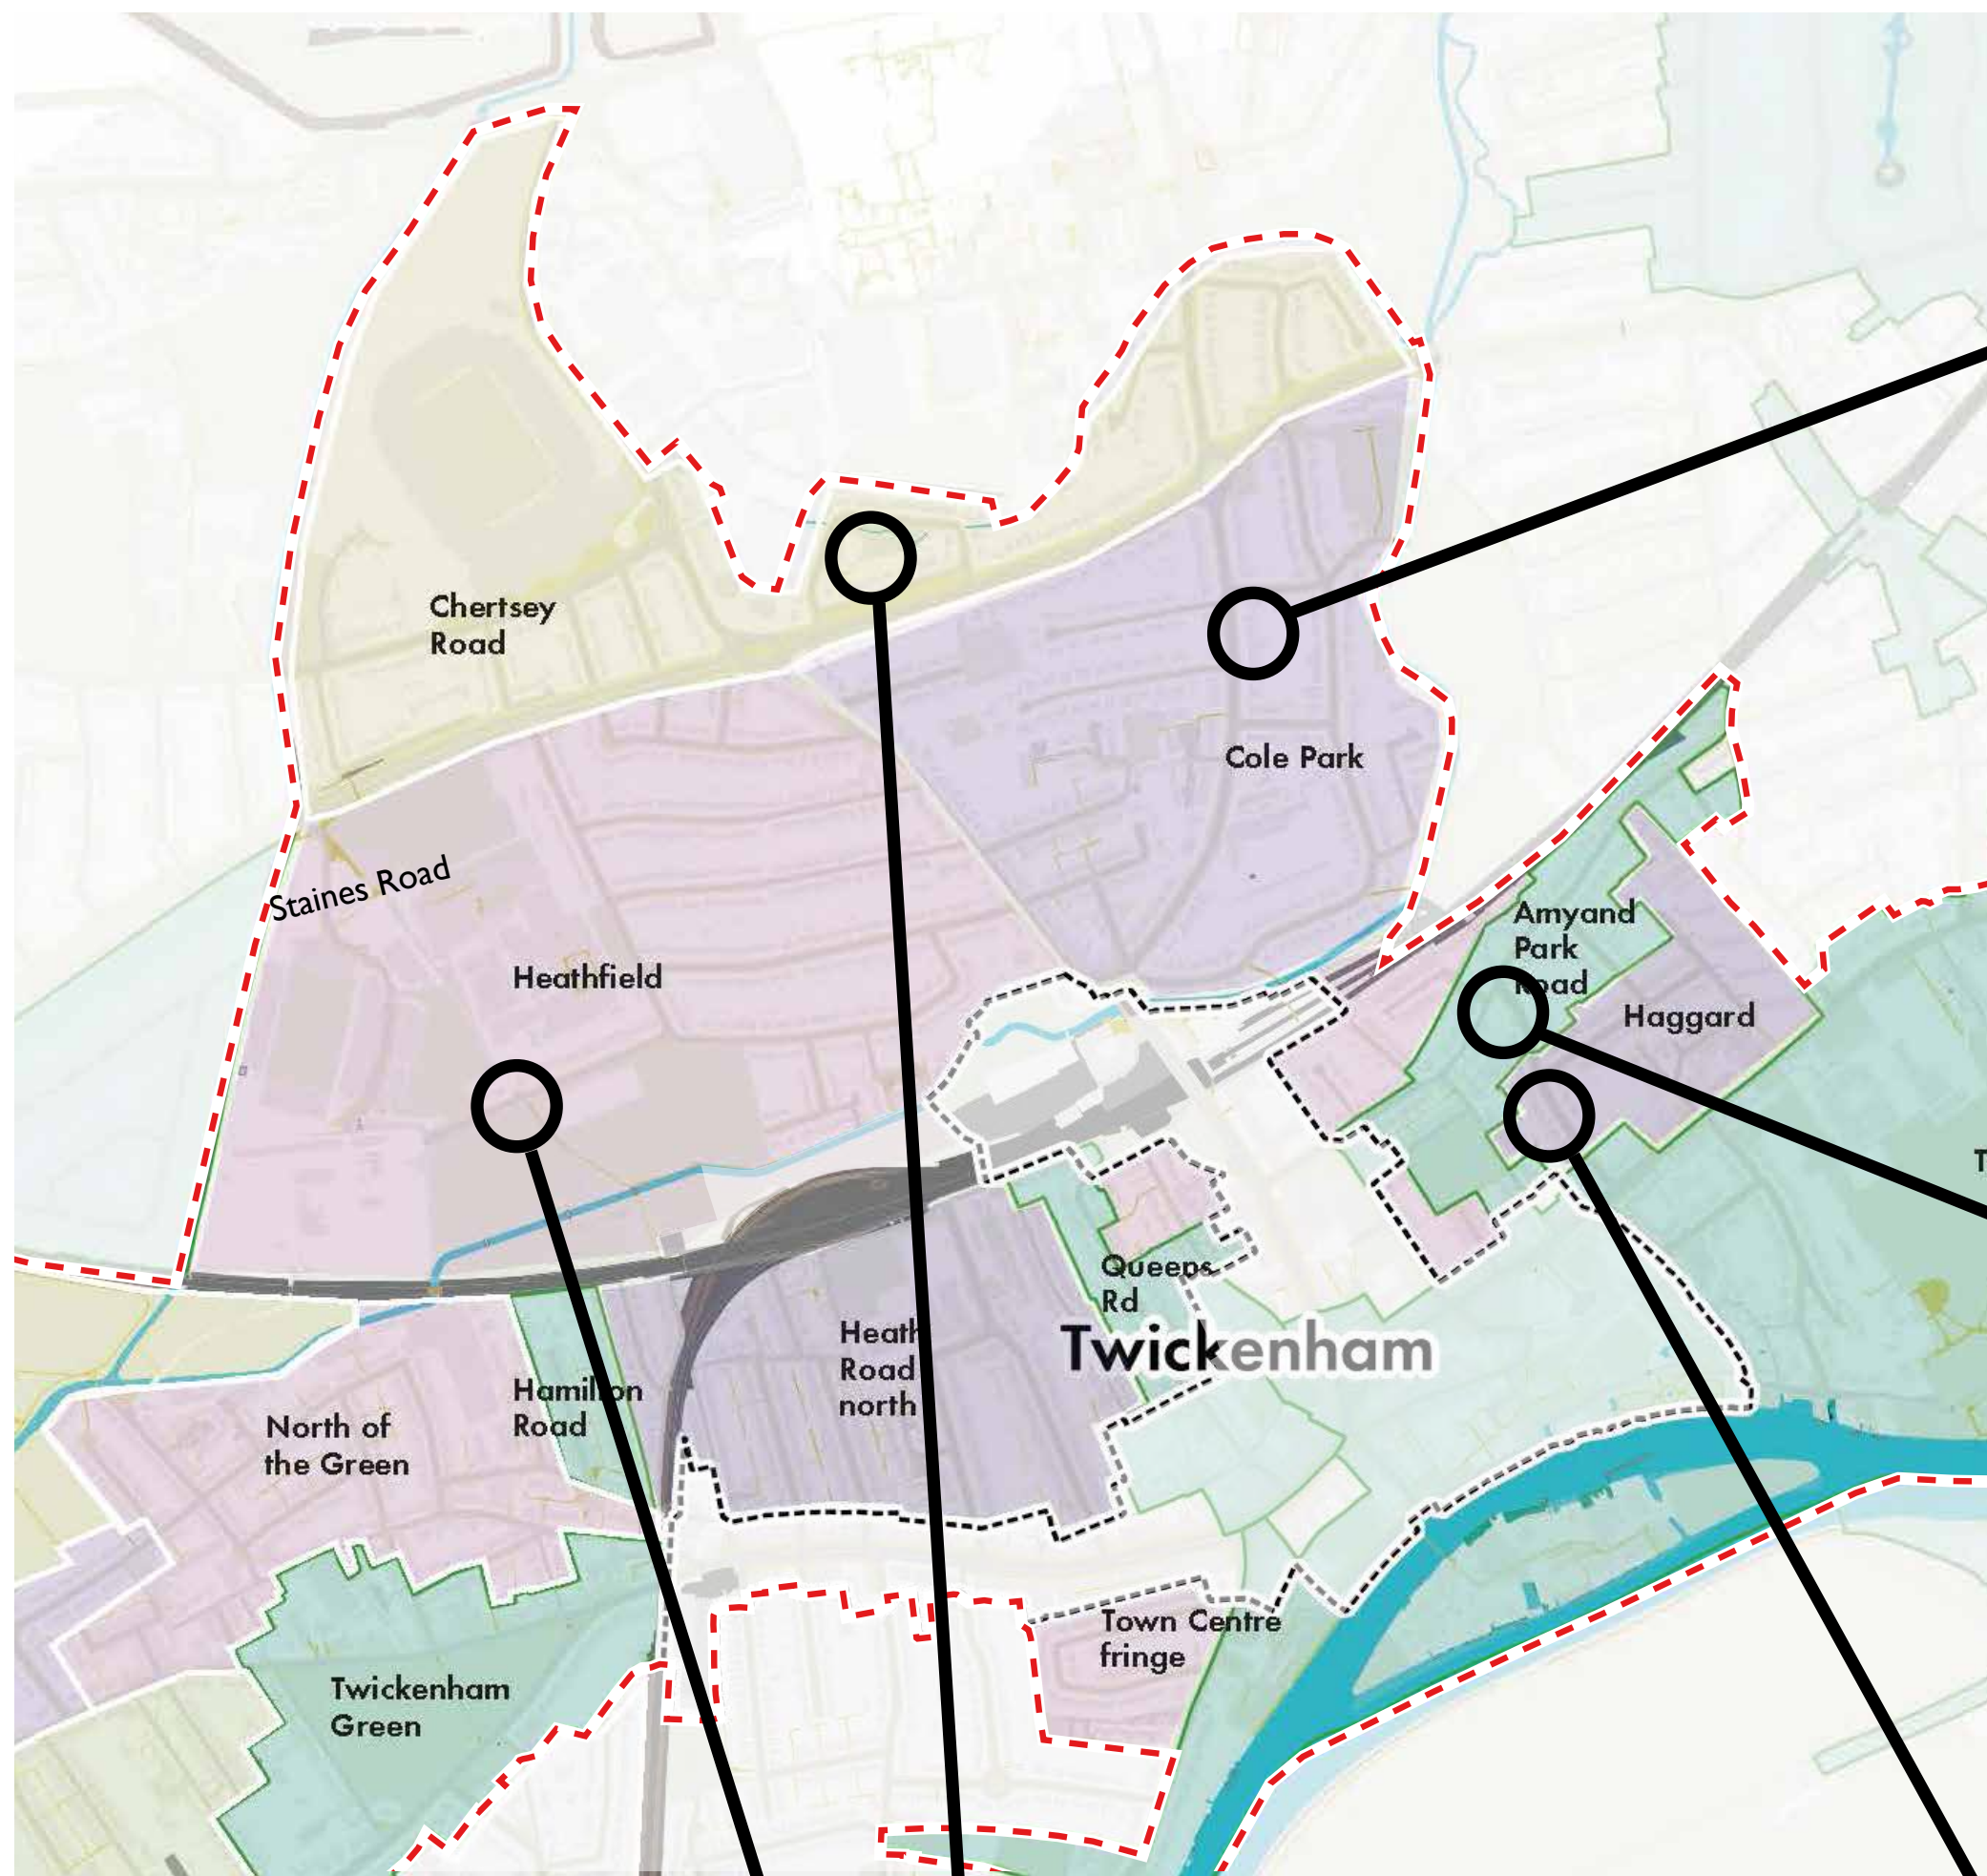 Chertsey
Road
Cole Park
Staines Road
Heathfield
Amyand
Park
Road
Haggard
Queens
Rd
Twickenham
Heath
Road
north
Hamilton
Road
North of
the Green
Town Centre
fringe
Twickenham
Green
T